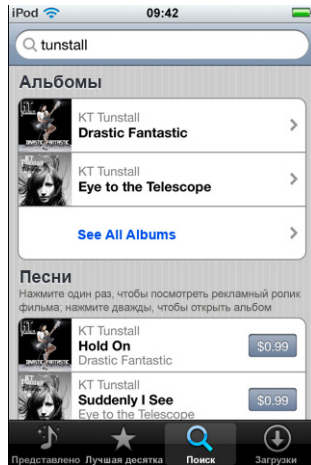 iPod 09:42
tunstall
Альбомы
KT Tunstall
Drastic Fantastic
KT Tunstall
Eye to the Telescope
See All Albums
Песни
Нажмите один раз, чтобы посмотреть рекламный ролик
фильма; нажмите дважды, чтобы открыть альбом
KT Tunstall
Hold On
Drastic Fantastic
$0.99
KT Tunstall
Suddenly I See
Eye to the Telescope
$0.99
Представлено Лучшая десятка Поиск Загрузки